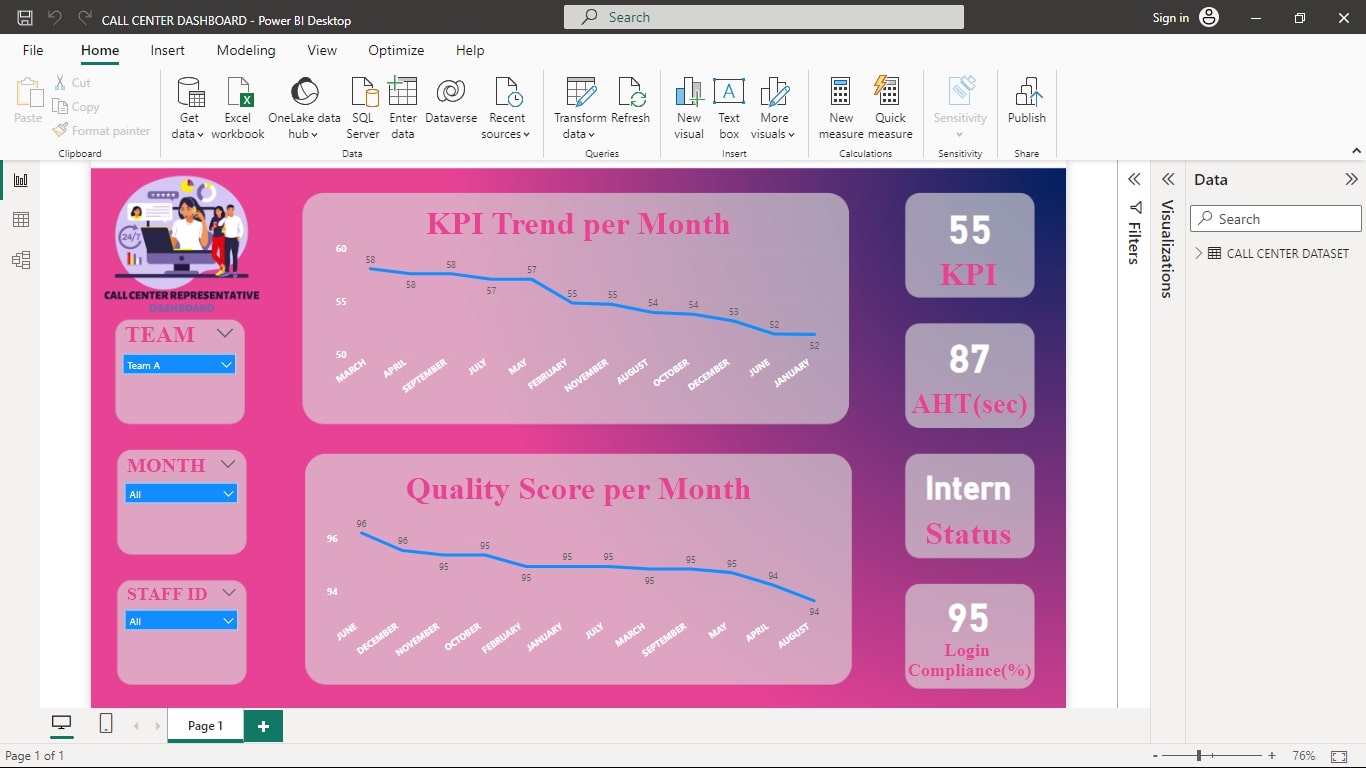 CALL CENTER DASHBOARD - Power BI Desktop
Search
Sign in
File Home Insert Modeling View Optimize Help
Paste
Cut
Copy
Format painter
Clipboard
Get data
Excel workbook
OneLake data hub
SQL Server
Enter data
Dataverse
Recent sources
Data
Transform data
Refresh
Queries
New visual
Text box
More visuals
Insert
New measure
Quick measure
Calculations
Sensitivity
Sensitivity
Publish
Share
24/7
CALL CENTER REPRESENTATIVE
DASHBOARD
TEAM
Team A
MONTH
All
STAFF ID
All
KPI Trend per Month
60
55
50
58 58 58 57 57 55 55 54 54 53 52 52
MARCH APRIL SEPTEMBER JULY MAY FEBRUARY NOVEMBER AUGUST OCTOBER DECEMBER JUNE JANUARY
Quality Score per Month
96
94
96 96 95 95 95 95 95 95 95 95 94 94
JUNE DECEMBER NOVEMBER OCTOBER FEBRUARY JANUARY JULY MARCH SEPTEMBER MAY APRIL AUGUST
55
KPI
87
AHT(sec)
Intern
Status
95
Login
Compliance(%)
Filters
Visualizations
Data
Search
CALL CENTER DATASET
Page 1
Page 1 of 1
76%